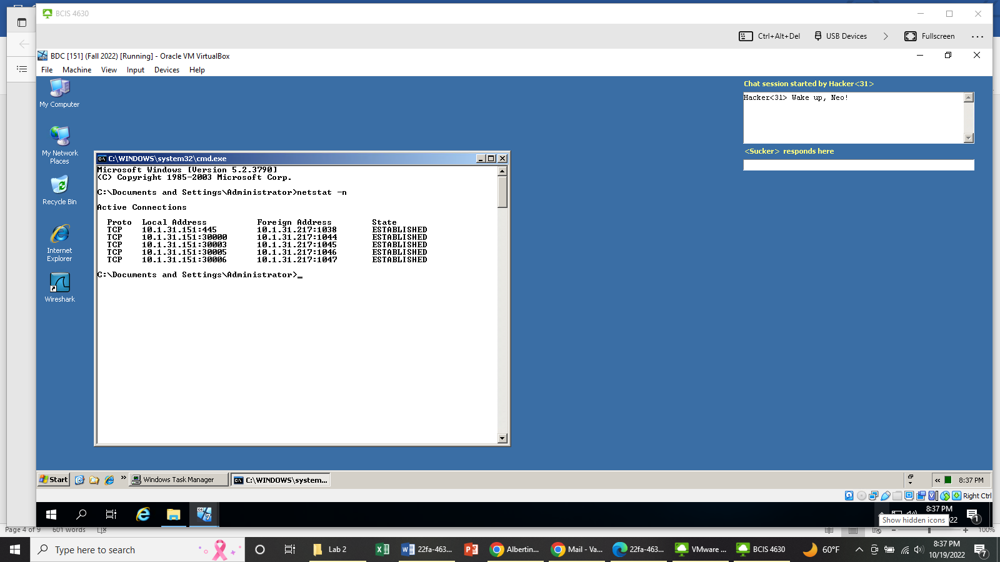 BCIS 4630
Ctrl+Alt+Del
USB Devices
Fullscreen
BDC [151] (Fall 2022) [Running] - Oracle VM VirtualBox
File Machine View Input Devices Help
My Computer
My Network
Places
Recycle Bin
Internet
Explorer
Wireshark
Chat session started by Hacker<31>
Hacker<31> Wake up, Neo!
<Sucker> responds here
C:\WINDOWS\system32\cmd.exe
Microsoft Windows [Version 5.2.3790]
(C) Copyright 1985-2003 Microsoft Corp.
C:\Documents and Settings\Administrator>netstat -n
Active Connections
Proto Local Address Foreign Address State
TCP 10.1.31.151:445 10.1.31.217:1038 ESTABLISHED
TCP 10.1.31.151:30000 10.1.31.217:1044 ESTABLISHED
TCP 10.1.31.151:30003 10.1.31.217:1045 ESTABLISHED
TCP 10.1.31.151:30005 10.1.31.217:1046 ESTABLISHED
TCP 10.1.31.151:30006 10.1.31.217:1047 ESTABLISHED
C:\Documents and Settings\Administrator>_
Start
Windows Task Manager
C:\WINDOWS\system...
8:37 PM
Right Ctrl
8:37 PM
022
1
Show hidden icons
Page 4 of 9 601 words
100%
Type here to search
Lab 2
22fa-463...
Albertin...
Mail - Va...
22fa-463...
VMware ...
BCIS 4630
60°F
8:37 PM
10/19/2022
7